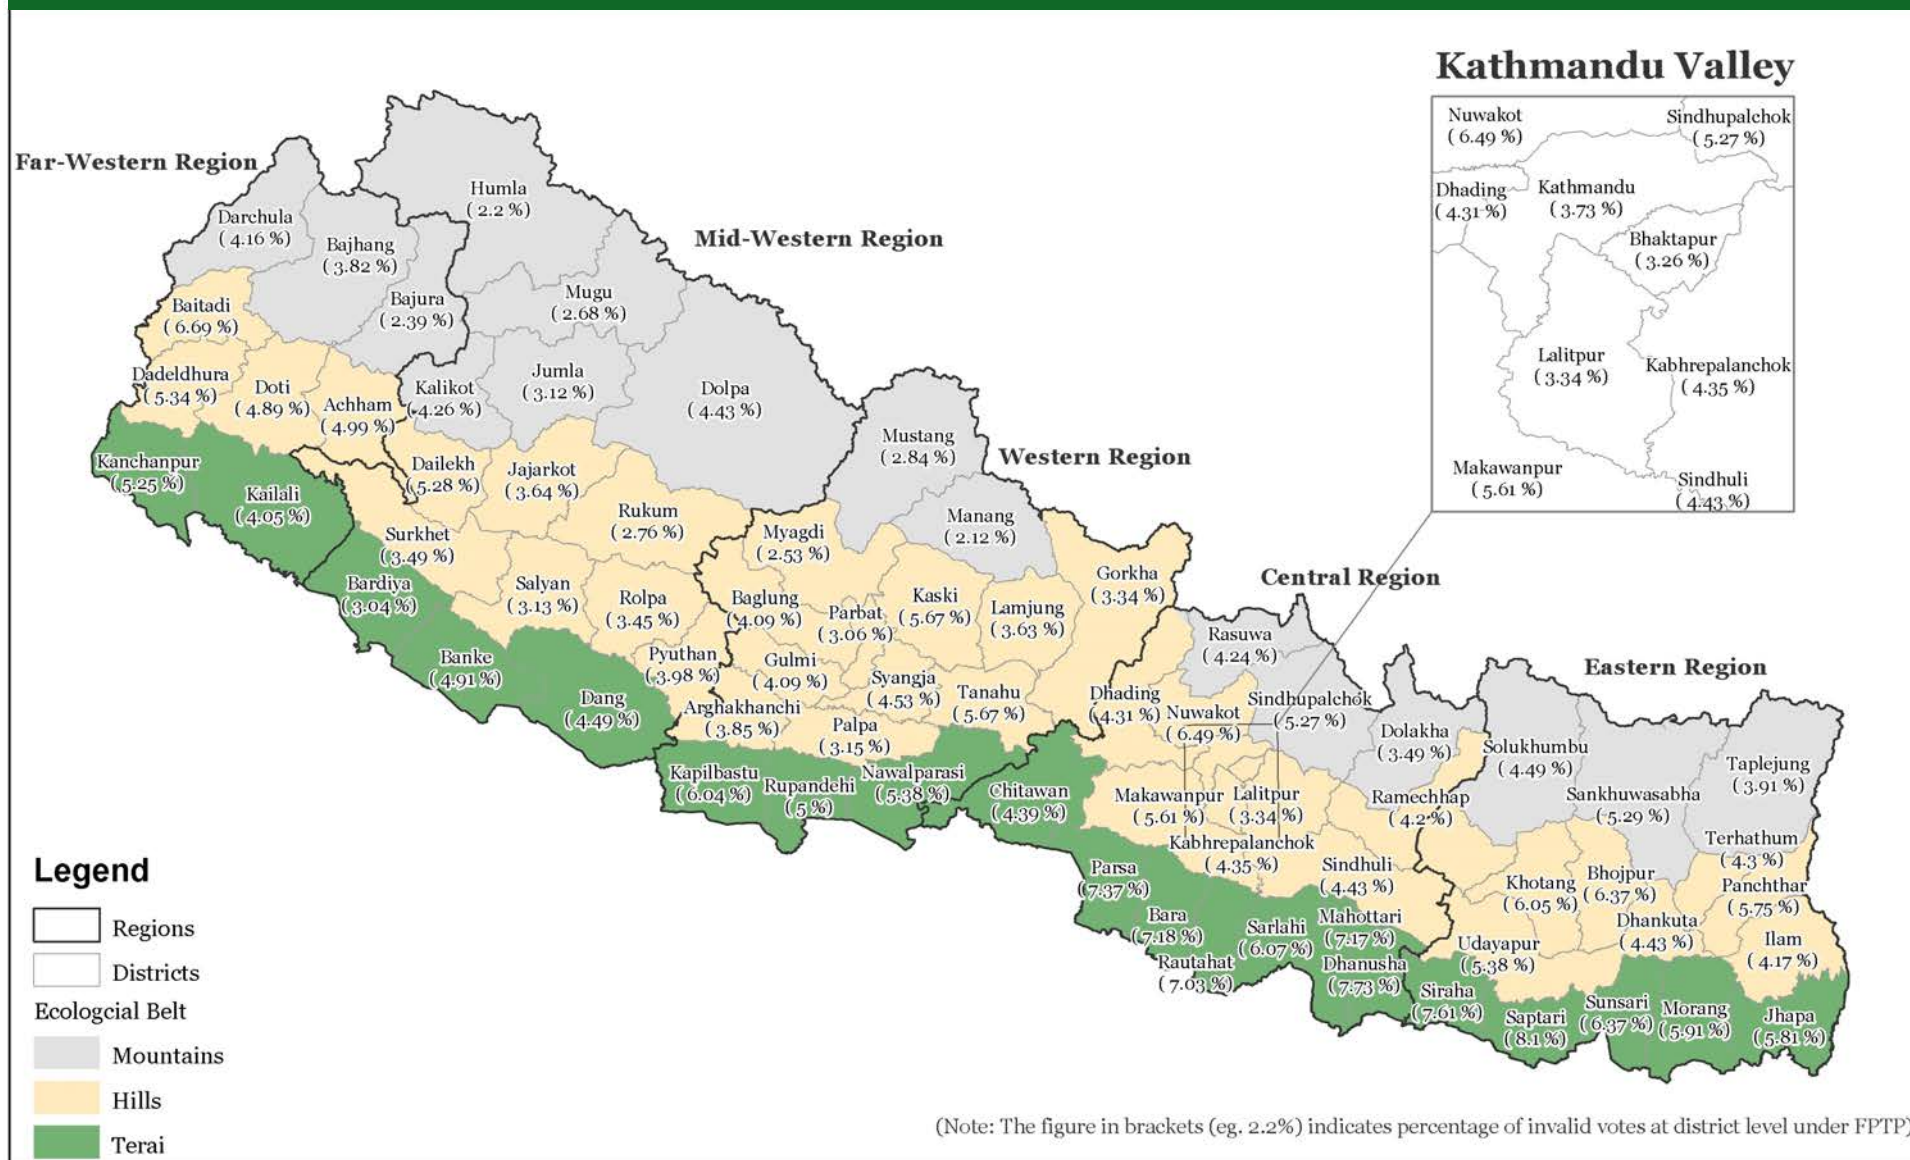 Kathmandu Valley
Nuwakot
( 6.49 %)
Sindhupalchok
( 5.27 %)
Dhading
( 4.31 %)
Kathmandu
( 3.73 %)
Bhaktapur
( 3.26 %)
Lalitpur
( 3.34 %)
Kabhrepalanchok
( 4.35 %)
Makawanpur
( 5.61 %)
Sindhuli
( 4.43 %)
Far-Western Region
Darchula
( 4.16 %)
Bajhang
( 3.82 %)
Bajura
( 2.39 %)
Baitadi
( 6.69 %)
Dadeldhura
( 5.34 %)
Doti
( 4.89 %)
Achham
( 4.99 %)
Kanchanpur
( 5.25 %)
Kailali
( 4.05 %)
Mid-Western Region
Humla
( 2.2 %)
Mugu
( 2.68 %)
Jumla
( 3.12 %)
Kalikot
( 4.26 %)
Dolpa
( 4.43 %)
Dailekh
( 5.28 %)
Jajarkot
( 3.64 %)
Rukum
( 2.76 %)
Surkhet
( 3.49 %)
Salyan
( 3.13 %)
Rolpa
( 3.45 %)
Pyuthan
( 3.98 %)
Bardiya
( 3.04 %)
Banke
( 4.91 %)
Dang
( 4.49 %)
Western Region
Mustang
( 2.84 %)
Manang
( 2.12 %)
Myagdi
( 2.53 %)
Baglung
( 4.09 %)
Parbat
( 3.06 %)
Kaski
( 5.67 %)
Lamjung
( 3.63 %)
Gorkha
( 3.34 %)
Gulmi
( 4.09 %)
Syangja
( 4.53 %)
Tanahu
( 5.67 %)
Arghakhanchi
( 3.85 %)
Palpa
( 3.15 %)
Kapilbastu
( 6.04 %)
Rupandehi
( 5 %)
Nawalparasi
( 5.38 %)
Central Region
Rasuwa
( 4.24 %)
Dhading
( 4.31 %)
Nuwakot
( 6.49 %)
Sindhupalchok
( 5.27 %)
Dolakha
( 3.49 %)
Chitawan
( 4.39 %)
Makawanpur
( 5.61 %)
Lalitpur
( 3.34 %)
Ramechhap
( 4.2 %)
Kabhrepalanchok
( 4.35 %)
Sindhuli
( 4.43 %)
Parsa
( 7.37 %)
Bara
( 7.18 %)
Rautahat
( 7.03 %)
Sarlahi
( 6.07 %)
Mahottari
( 7.17 %)
Dhanusha
( 7.73 %)
Eastern Region
Solukhumbu
( 4.49 %)
Sankhuwasabha
( 5.29 %)
Taplejung
( 3.91 %)
Terhathum
( 4.3 %)
Khotang
( 6.05 %)
Bhojpur
( 6.37 %)
Panchthar
( 5.75 %)
Dhankuta
( 4.43 %)
Ilam
( 4.17 %)
Udayapur
( 5.38 %)
Siraha
( 7.61 %)
Saptari
( 8.1 %)
Sunsari
( 6.37 %)
Morang
( 5.91 %)
Jhapa
( 5.81 %)
Legend
Regions
Districts
Ecologcial Belt
Mountains
Hills
Terai
(Note: The figure in brackets (eg. 2.2%) indicates percentage of invalid votes at district level under FPTP)